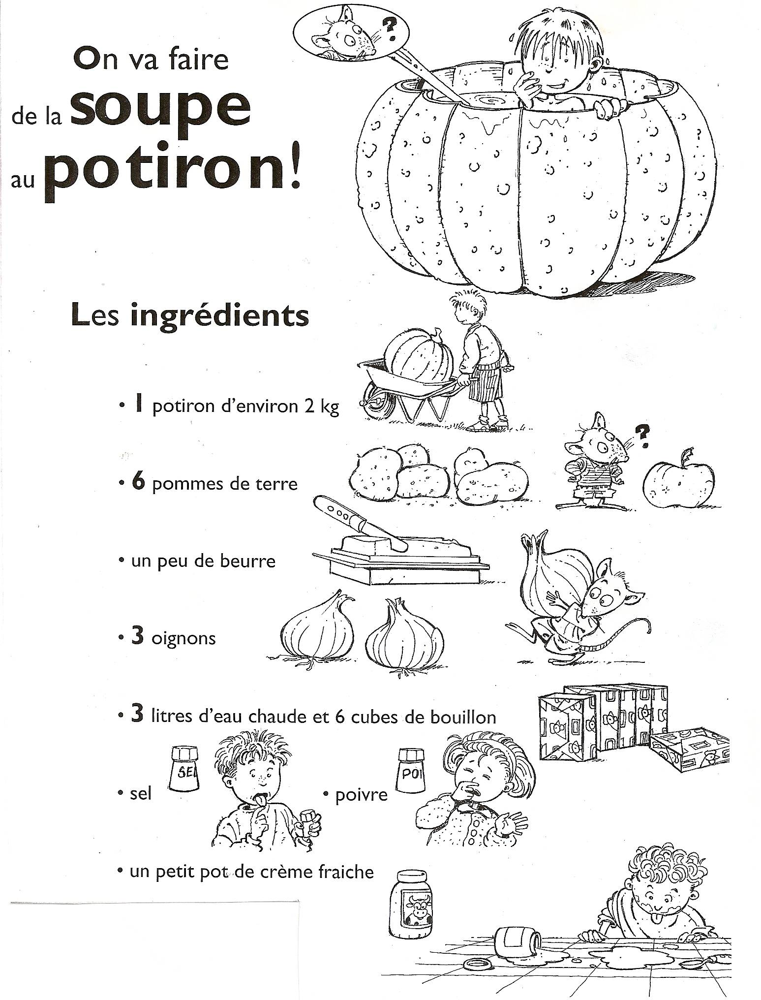 On va faire
de la soupe
au potiron!
?
Les ingrédients
• 1 potiron d'environ 2 kg
?
• 6 pommes de terre
• un peu de beurre
• 3 oignons
• 3 litres d'eau chaude et 6 cubes de bouillon
SEL
POI
• sel
• poivre
• un petit pot de crème fraiche